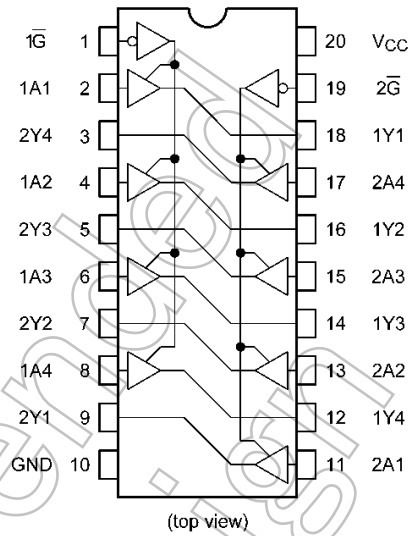 1G̅ 1 20 VCC
1A1 2 19 2G̅
2Y4 3 18 1Y1
1A2 4 17 2A4
2Y3 5 16 1Y2
1A3 6 15 2A3
2Y2 7 14 1Y3
1A4 8 13 2A2
2Y1 9 12 1Y4
GND 10 11 2A1
(top view)